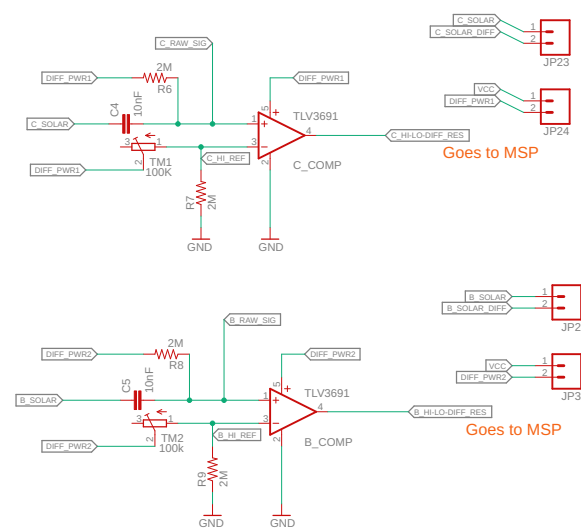 C_RAW_SIG
C_SOLAR
C_SOLAR_DIFF
1
2
JP23
DIFF_PWR1
2M
R6
DIFF_PWR1
VCC
DIFF_PWR1
1
2
JP24
C4
10nF
5
TLV3691
C_SOLAR
1
4
C_HI-LO-DIFF_RES
Goes to MSP
3
1
3
2
C_HI_REF
C_COMP
DIFF_PWR1
2
TM1
100K
R7
2M
GND
GND
B_RAW_SIG
B_SOLAR
B_SOLAR_DIFF
1
2
JP2
DIFF_PWR2
2M
R8
DIFF_PWR2
VCC
DIFF_PWR2
1
2
JP3
C5
10nF
5
TLV3691
B_SOLAR
1
4
B_HI-LO-DIFF_RES
Goes to MSP
3
1
3
2
B_HI_REF
B_COMP
DIFF_PWR2
2
TM2
100k
R9
2M
GND
GND